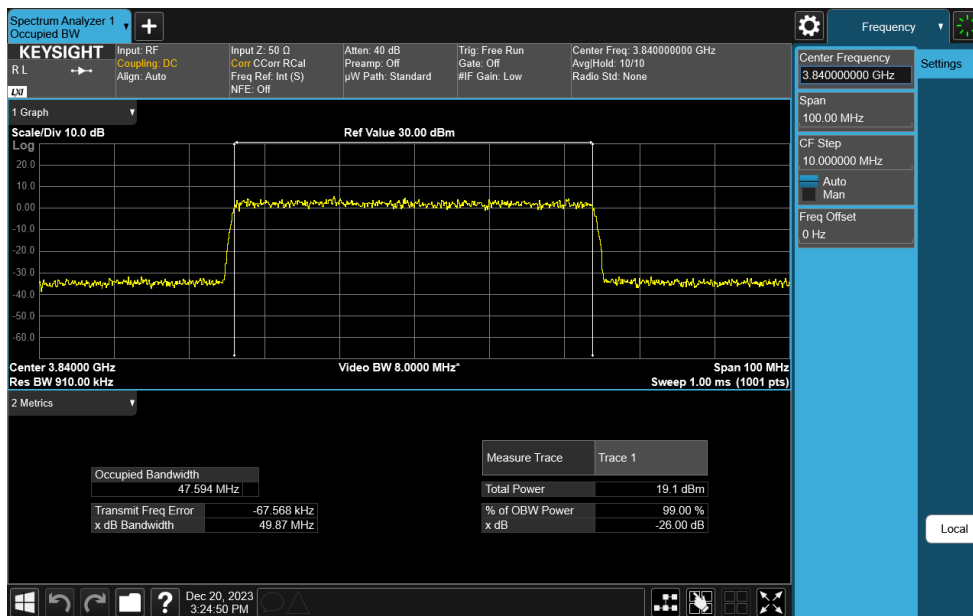 Spectrum Analyzer 1
Occupied BW
+
Frequency
KEYSIGHT
R L
LXI
Input: RF
Coupling: DC
Align: Auto
Input Z: 50 Ω
Corr CCorr RCal
Freq Ref: Int (S)
NFE: Off
Atten: 40 dB
Preamp: Off
µW Path: Standard
Trig: Free Run
Gate: Off
#IF Gain: Low
Center Freq: 3.840000000 GHz
Avg|Hold: 10/10
Radio Std: None
Center Frequency
3.840000000 GHz
Settings
Span
100.00 MHz
CF Step
10.000000 MHz
Auto
Man
Freq Offset
0 Hz
Local
1 Graph
Scale/Div 10.0 dB
Ref Value 30.00 dBm
Log
20.0
10.0
0.00
-10.0
-20.0
-30.0
-40.0
-50.0
-60.0
Center 3.84000 GHz
Video BW 8.0000 MHz*
Span 100 MHz
Res BW 910.00 kHz
Sweep 1.00 ms (1001 pts)
2 Metrics
Occupied Bandwidth
47.594 MHz
Transmit Freq Error -67.568 kHz
x dB Bandwidth 49.87 MHz
Measure Trace Trace 1
Total Power 19.1 dBm
% of OBW Power 99.00 %
x dB -26.00 dB
?
Dec 20, 2023
3:24:50 PM